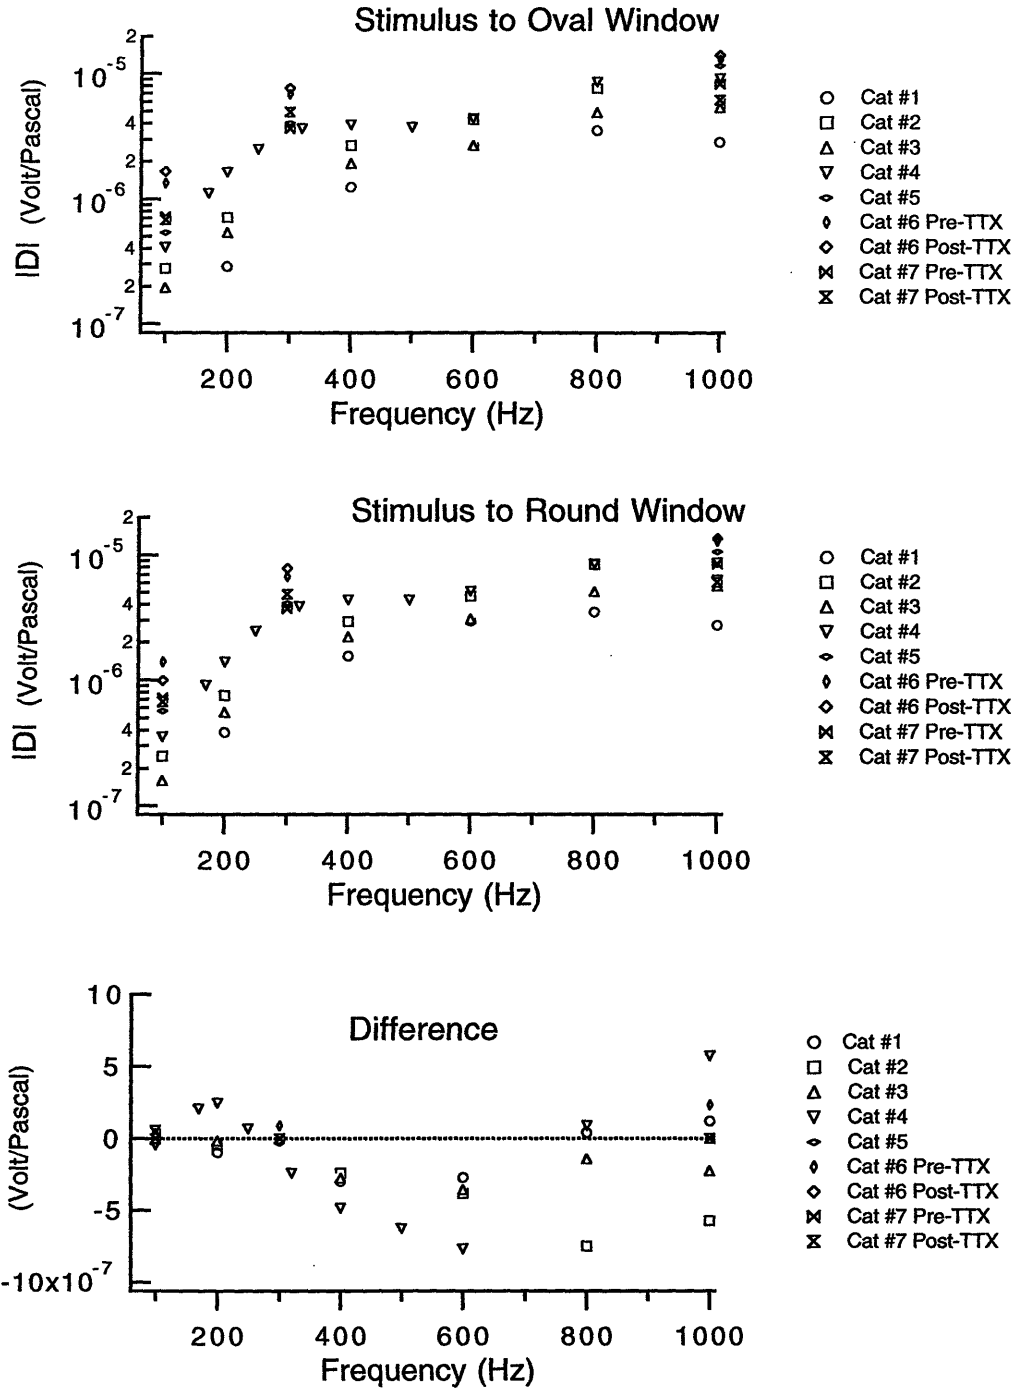 Stimulus to Oval Window
2
10-5
4
2
10-6
4
2
10-7
|D| (Volt/Pascal)
200 400 600 800 1000
Frequency (Hz)
Cat #1
Cat #2
Cat #3
Cat #4
Cat #5
Cat #6 Pre-TTX
Cat #6 Post-TTX
Cat #7 Pre-TTX
Cat #7 Post-TTX
Stimulus to Round Window
2
10-5
4
2
10-6
4
2
10-7
|D| (Volt/Pascal)
200 400 600 800 1000
Frequency (Hz)
Cat #1
Cat #2
Cat #3
Cat #4
Cat #5
Cat #6 Pre-TTX
Cat #6 Post-TTX
Cat #7 Pre-TTX
Cat #7 Post-TTX
Difference
10
5
0
-5
-10x10-7
(Volt/Pascal)
200 400 600 800 1000
Frequency (Hz)
Cat #1
Cat #2
Cat #3
Cat #4
Cat #5
Cat #6 Pre-TTX
Cat #6 Post-TTX
Cat #7 Pre-TTX
Cat #7 Post-TTX